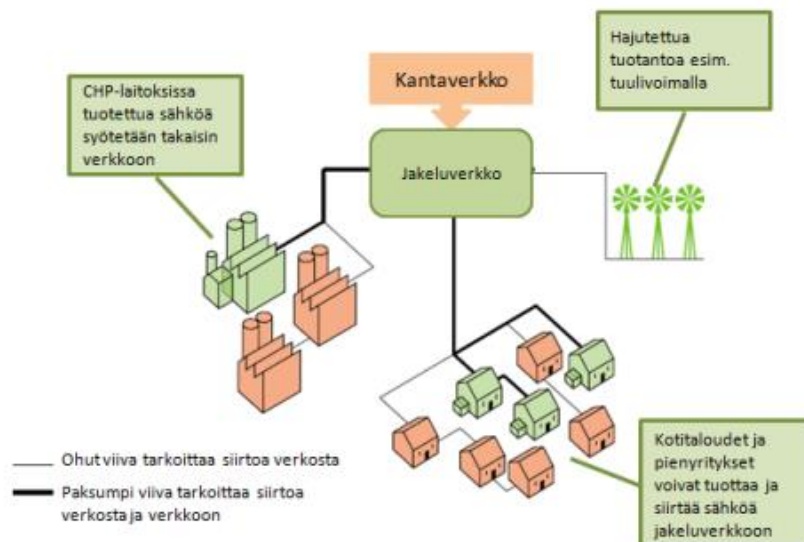 Hajutettua
tuotantoa esim.
tuulivoimalla
Kantaverkko
CHP-laitoksissa
tuotettua sähköä
syötetään takaisin
verkkoon
Jakeluverkko
Ohut viiva tarkoittaa siirtoa verkosta
Paksumpi viiva tarkoittaa siirtoa
verkosta ja verkkoon
Kotitaloudet ja
pienyritykset
voivat tuottaa ja
siirtää sähköä
jakeluverkkoon